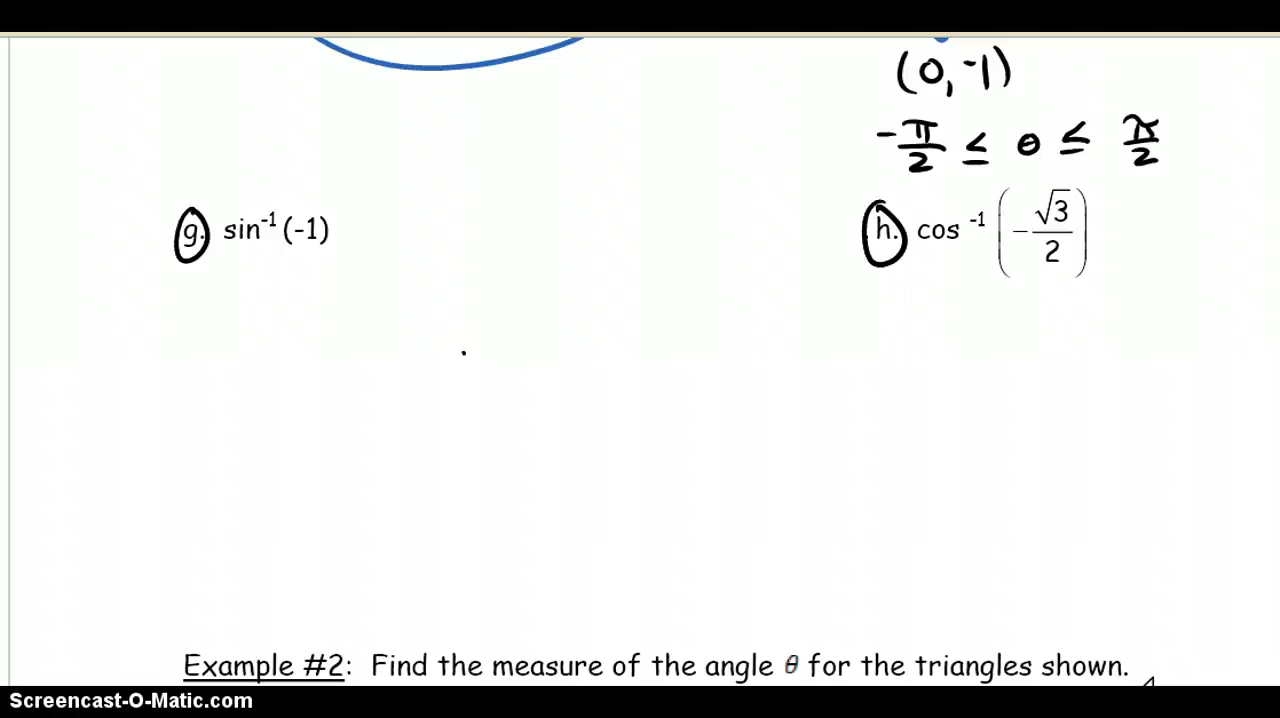 (0, -1)
-π/2 ≤ θ ≤ π/2
g. sin⁻¹ (-1)
h. cos ⁻¹ (-√3/2)
Example #2: Find the measure of the angle θ for the triangles shown.
Screencast-O-Matic.com